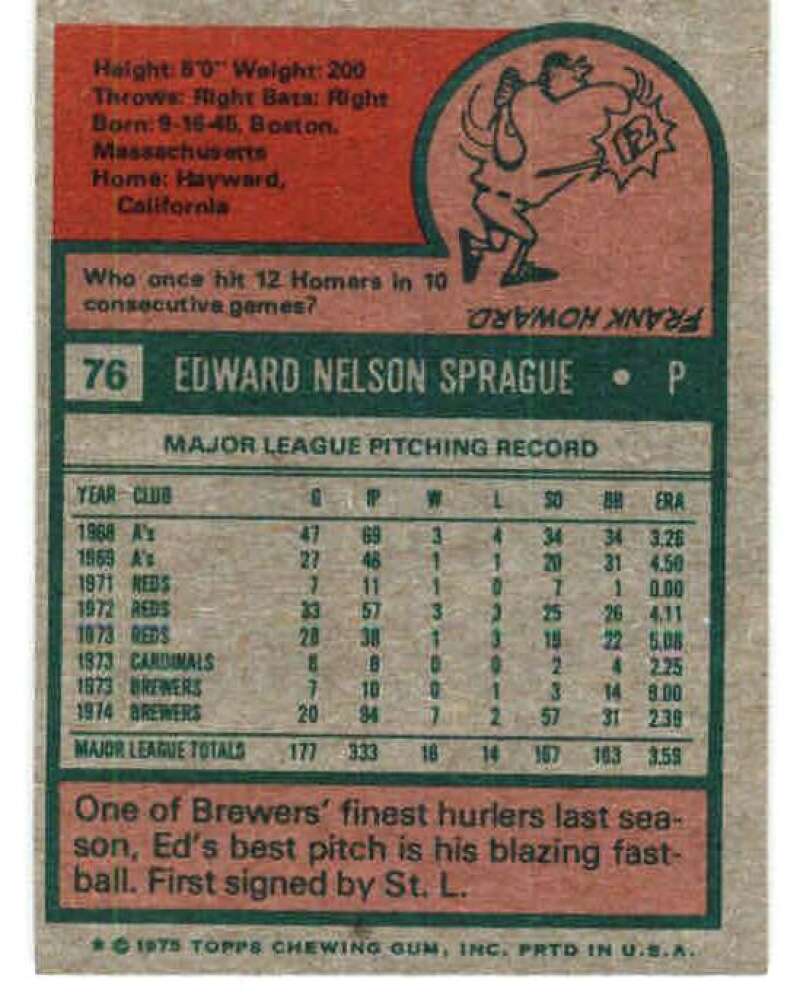 Height: 6'0" Weight: 200
Throws: Right Bats: Right
Born: 9-16-45, Boston,
Massachusetts
Home: Hayward,
California
12
Who once hit 12 Homers in 10
consecutive games?
FRANK HOWARD.
76 EDWARD NELSON SPRAGUE • P
MAJOR LEAGUE PITCHING RECORD
YEAR CLUB G IP W L SO BB ERA
1968 A's 47 69 3 4 34 34 3.26
1969 A's 27 46 1 1 20 31 4.50
1971 REDS 7 11 1 0 7 1 0.00
1972 REDS 33 57 3 3 25 26 4.11
1973 REDS 28 39 1 3 19 22 5.08
1973 CARDINALS 8 8 0 0 2 4 2.25
1973 BREWERS 7 10 0 1 3 14 9.00
1974 BREWERS 20 94 7 2 57 31 2.39
MAJOR LEAGUE TOTALS 177 333 16 14 167 163 3.59
One of Brewers' finest hurlers last sea-
son, Ed's best pitch is his blazing fast-
ball. First signed by St. L.
* © 1975 TOPPS CHEWING GUM, INC. PRTD IN U.S.A.